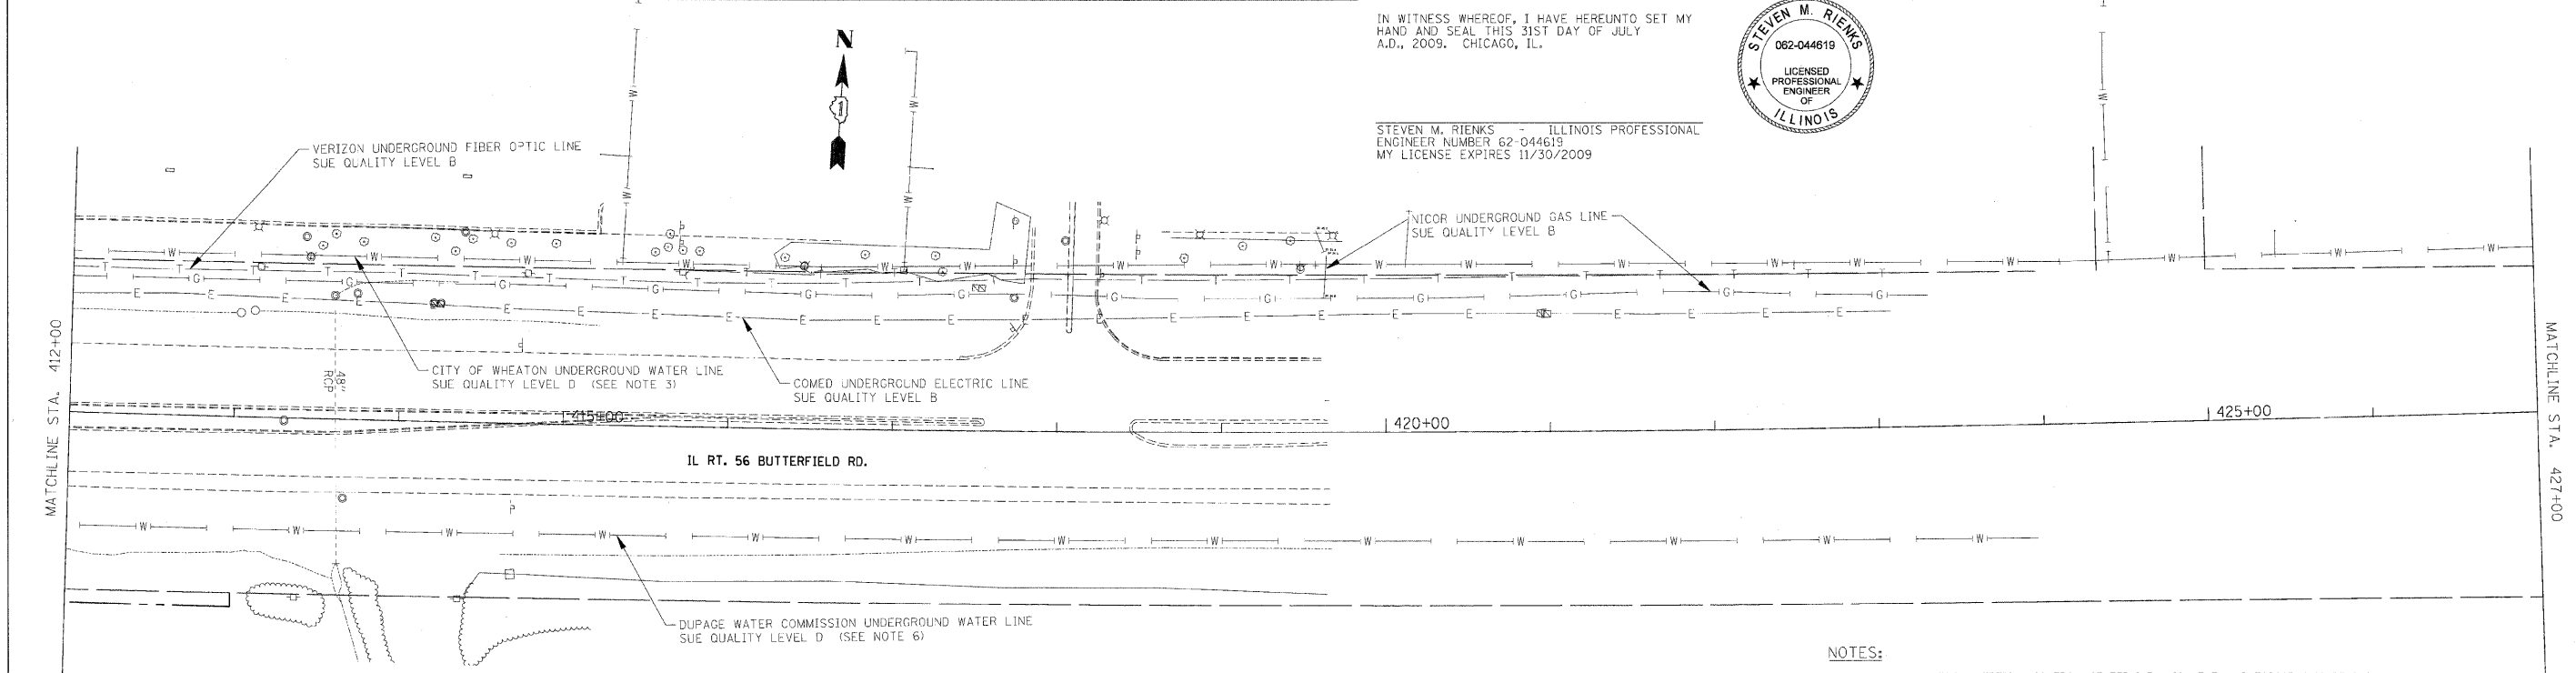 IN WITNESS WHEREOF, I HAVE HEREUNTO SET MY
HAND AND SEAL THIS 31ST DAY OF JULY
A.D., 2009. CHICAGO, IL.
STEVEN M. RIENKS
062-044619
LICENSED
PROFESSIONAL
ENGINEER
OF
ILLINOIS
N
1
STEVEN M. RIENKS - ILLINOIS PROFESSIONAL
ENGINEER NUMBER 62-044619
MY LICENSE EXPIRES 11/30/2009
VERIZON UNDERGROUND FIBER OPTIC LINE
SUE QUALITY LEVEL B
NICOR UNDERGROUND GAS LINE
SUE QUALITY LEVEL B
MATCHLINE STA. 412+00
MATCHLINE STA. 427+00
48"
RCP
CITY OF WHEATON UNDERGROUND WATER LINE
SUE QUALITY LEVEL D (SEE NOTE 3)
COMED UNDERGROUND ELECTRIC LINE
SUE QUALITY LEVEL B
415+00
420+00
425+00
IL RT. 56 BUTTERFIELD RD.
DUPAGE WATER COMMISSION UNDERGROUND WATER LINE
SUE QUALITY LEVEL D (SEE NOTE 6)
NOTES: